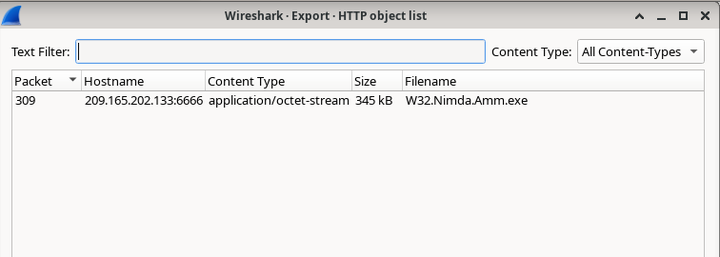 Wireshark · Export · HTTP object list
Text Filter: Content Type: All Content-Types
Packet Hostname Content Type Size Filename
309 209.165.202.133:6666 application/octet-stream 345 kB W32.Nimda.Amm.exe